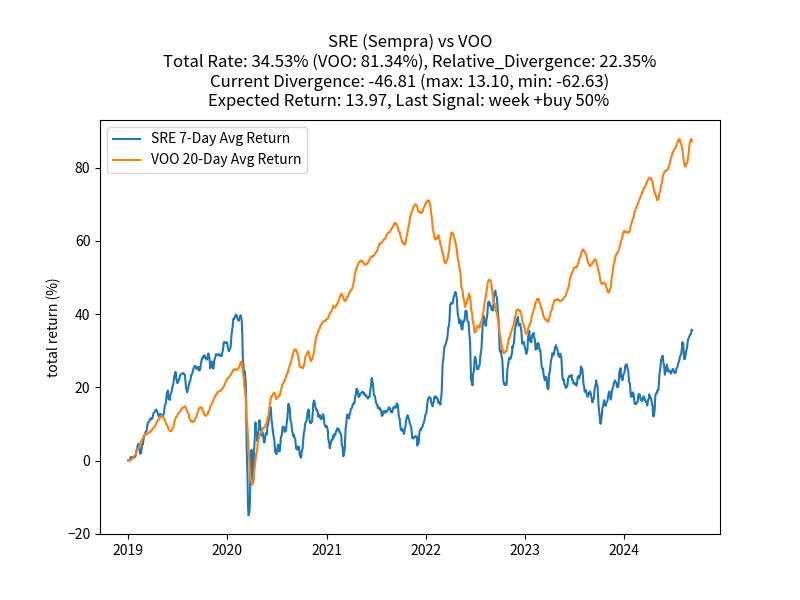 SRE (Sempra) vs VOO
Total Rate: 34.53% (VOO: 81.34%), Relative_Divergence: 22.35%
Current Divergence: -46.81 (max: 13.10, min: -62.63)
Expected Return: 13.97, Last Signal: week +buy 50%
SRE 7-Day Avg Return
VOO 20-Day Avg Return
total return (%)
80
60
40
20
0
−20
2019 2020 2021 2022 2023 2024